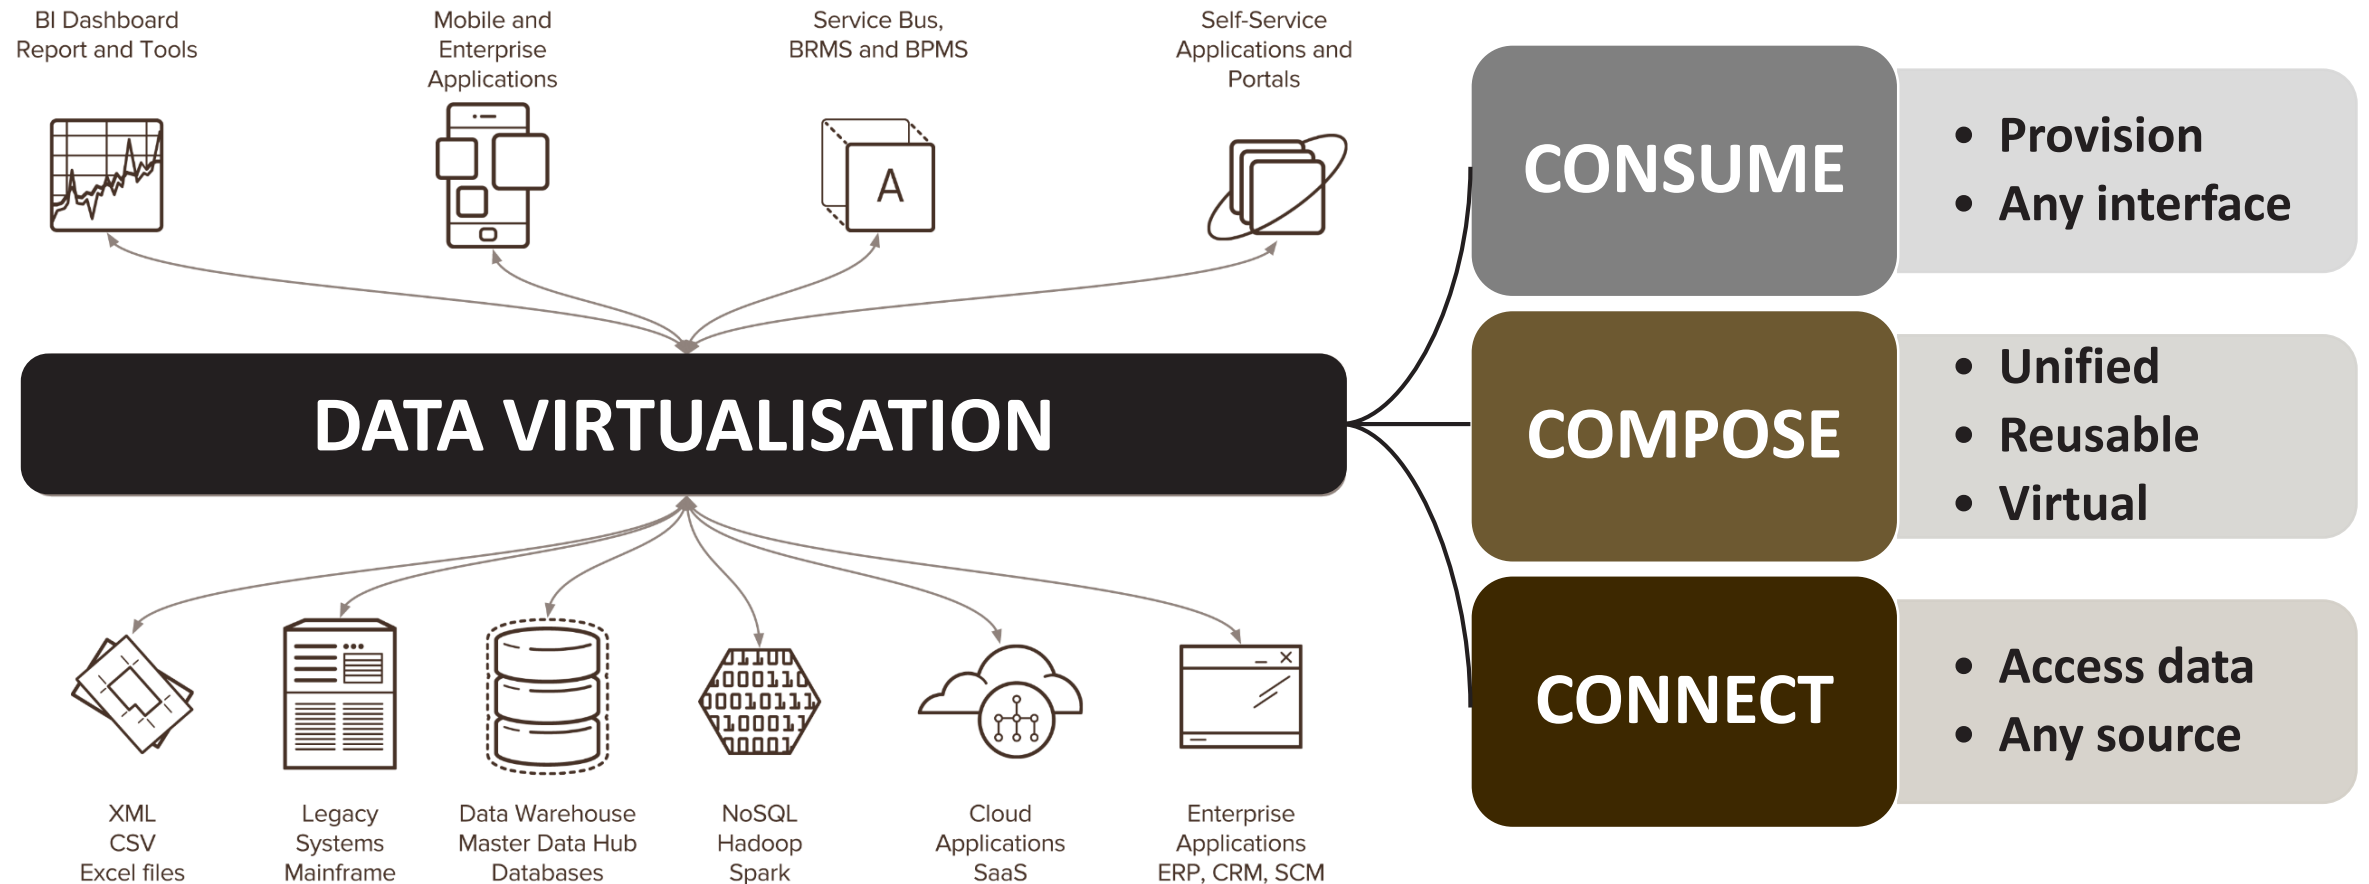 BI Dashboard
Report and Tools
Mobile and
Enterprise
Applications
Service Bus,
BRMS and BPMS
Self-Service
Applications and
Portals
A
DATA VIRTUALISATION
XML
CSV
Excel files
Legacy
Systems
Mainframe
Data Warehouse
Master Data Hub
Databases
NoSQL
Hadoop
Spark
Cloud
Applications
SaaS
Enterprise
Applications
ERP, CRM, SCM
CONSUME
• Provision
• Any interface
COMPOSE
• Unified
• Reusable
• Virtual
CONNECT
• Access data
• Any source